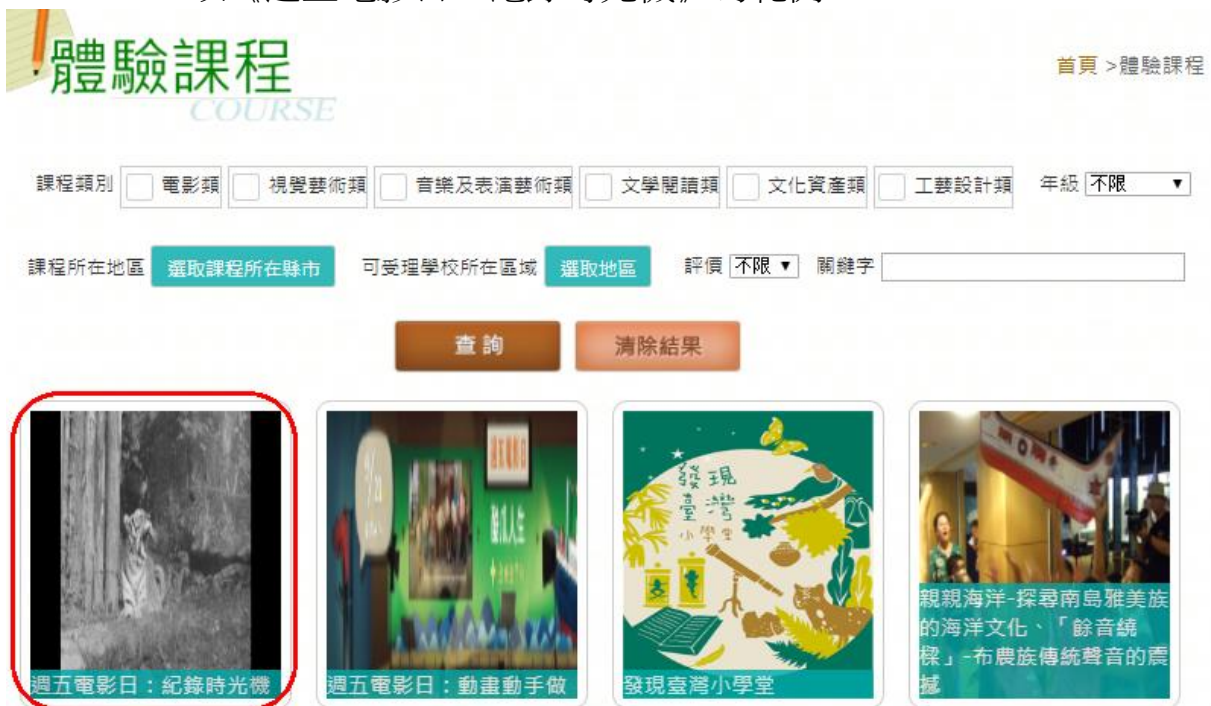 體驗課程
COURSE
首頁 >體驗課程
課程類別 電影類 視覺藝術類 音樂及表演藝術類 文學閱讀類 文化資產類 工藝設計類 年級 不限
課程所在地區 選取課程所在縣市 可受理學校所在區域 選取地區 評價 不限 關鍵字
查詢 清除結果
發現
臺灣
小學堂
週五電影日：紀錄時光機
週五電影日：動畫動手做
發現臺灣小學堂
親親海洋-探尋南島雅美族
的海洋文化、「餘音繞
樑」-布農族傳統聲音的震
撼